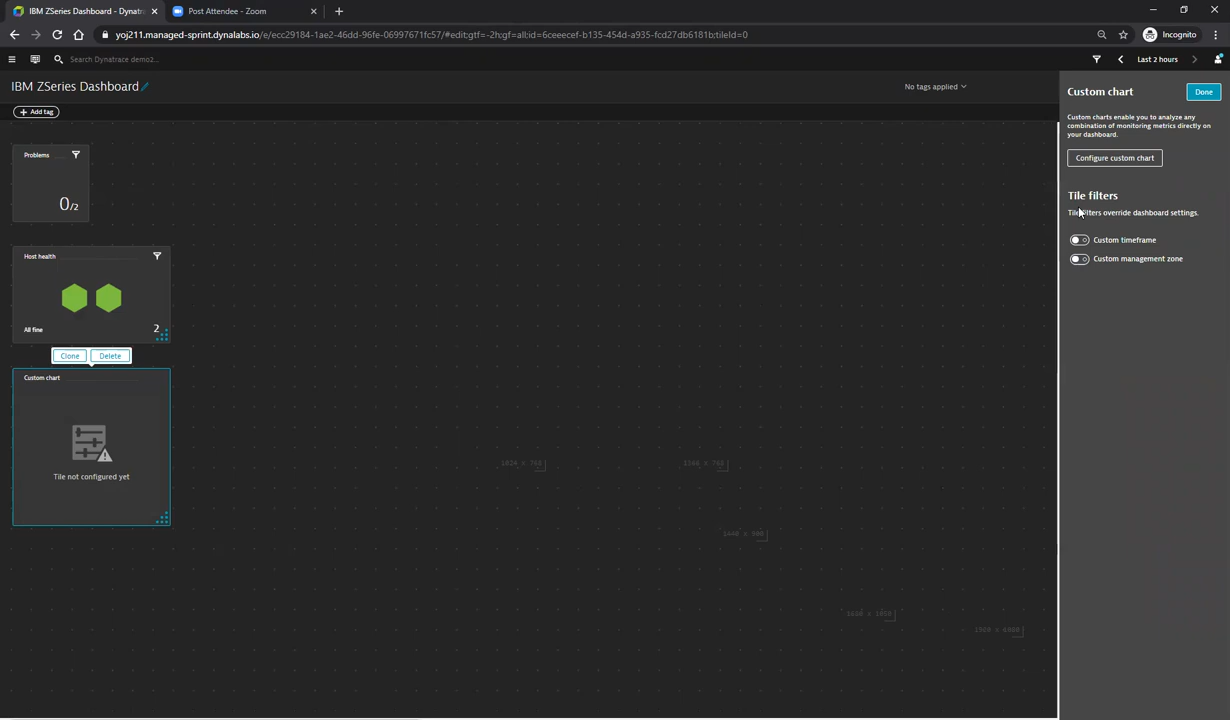 IBM ZSeries Dashboard - Dynatra
Post Attendee - Zoom
yoj211.managed-sprint.dynalabs.io/e/ecc29184-1ae2-46dd-96fe-06997671fc57/#edit;gtf=-2h;gf=all;id=6ceeecef-b135-454d-a935-fcd27db6181b;tileId=0
Incognito
Search Dynatrace demo2...
Last 2 hours
IBM ZSeries Dashboard
No tags applied
Add tag
Problems
0/2
Host health
All fine
2
Clone
Delete
Custom chart
Tile not configured yet
Custom chart
Done
Custom charts enable you to analyze any
combination of monitoring metrics directly on
your dashboard.
Configure custom chart
Tile filters
Tile filters override dashboard settings.
Custom timeframe
Custom management zone